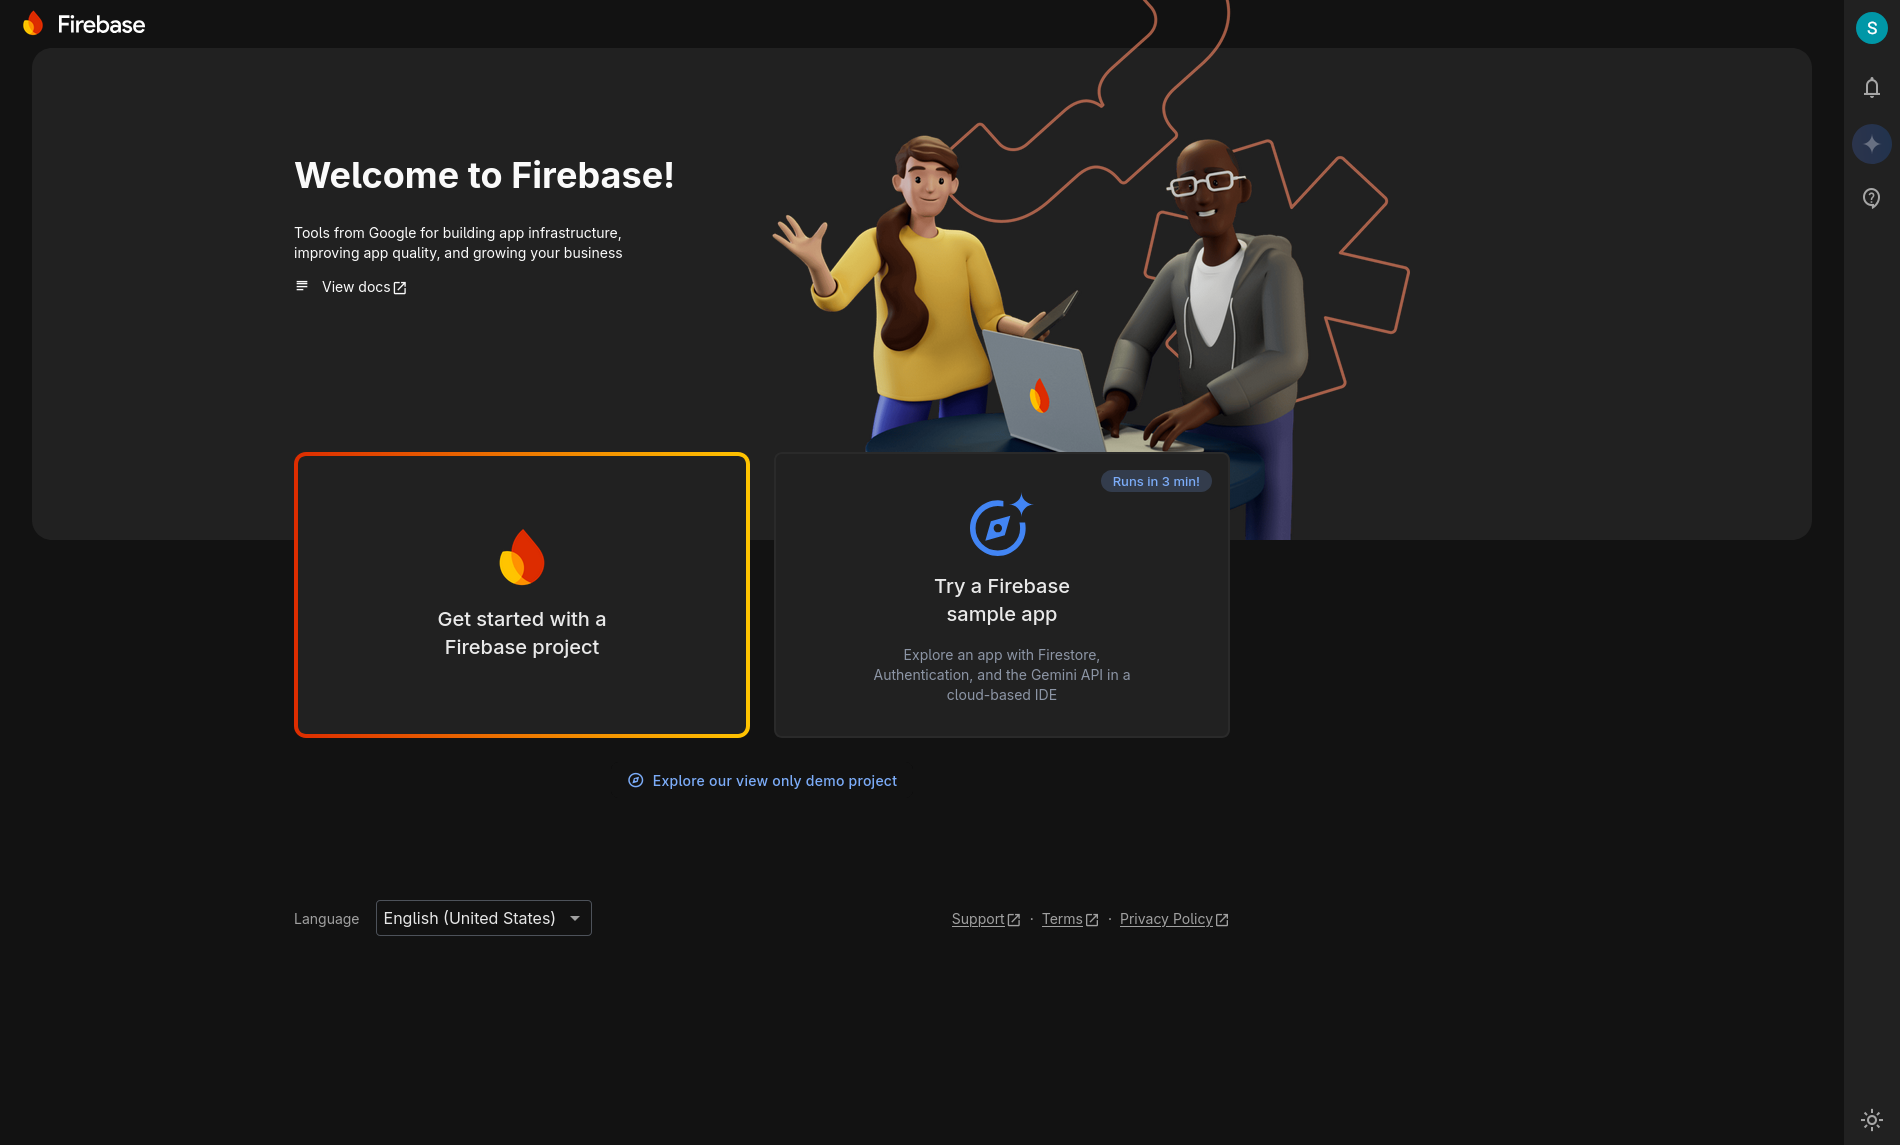 Firebase
S
Welcome to Firebase!
Tools from Google for building app infrastructure,
improving app quality, and growing your business
View docs
Get started with a
Firebase project
Runs in 3 min!
Try a Firebase
sample app
Explore an app with Firestore,
Authentication, and the Gemini API in a
cloud-based IDE
Explore our view only demo project
Language
English (United States)
Support · Terms · Privacy Policy